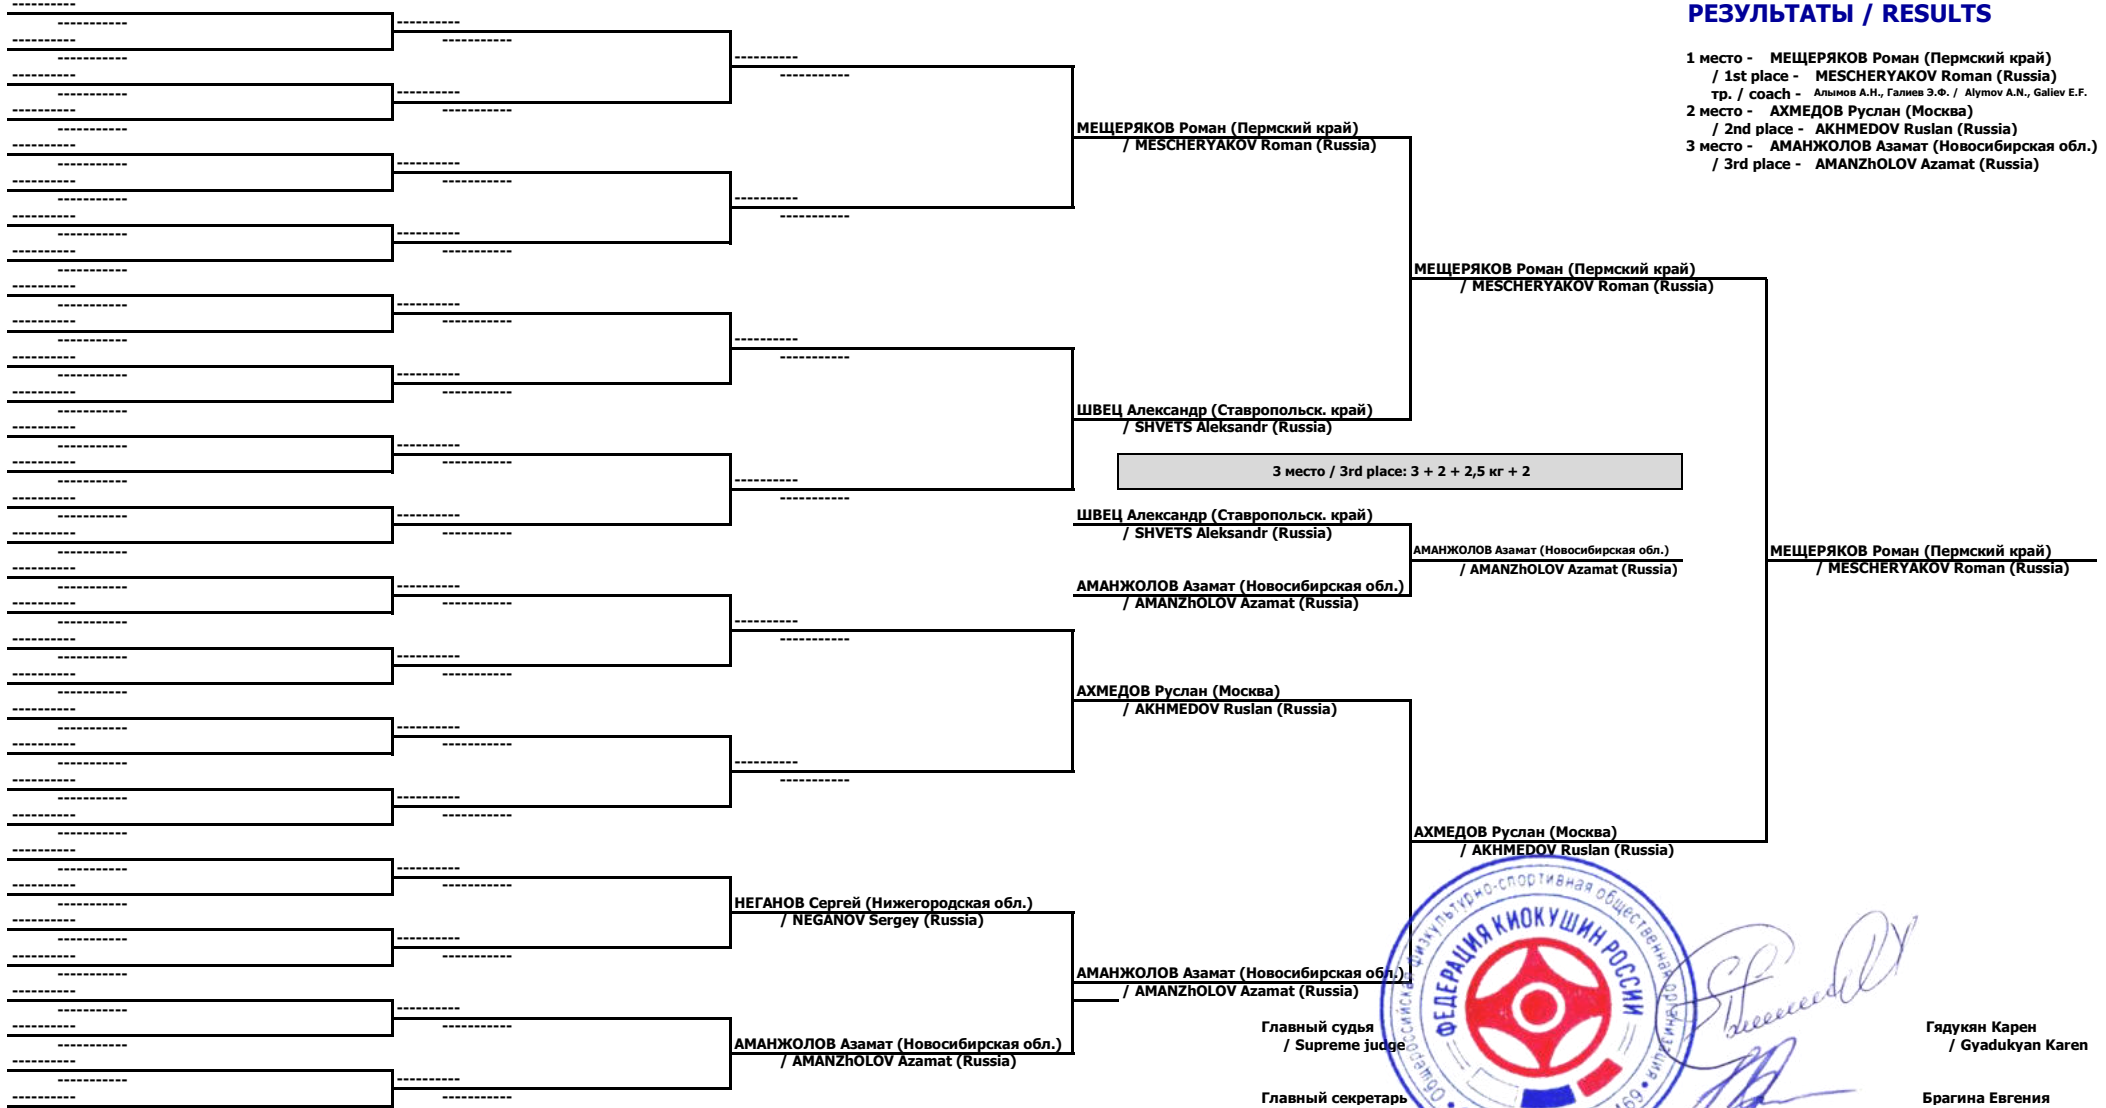 РЕЗУЛЬТАТЫ / RESULTS
1 место - МЕЩЕРЯКОВ Роман (Пермский край)
/ 1st place - MESCHERYAKOV Roman (Russia)
тр. / coach - Алымов А.Н., Галиев Э.Ф. / Alymov A.N., Galiev E.F.
2 место - АХМЕДОВ Руслан (Москва)
/ 2nd place - AKHMEDOV Ruslan (Russia)
3 место - АМАНЖОЛОВ Азамат (Новосибирская обл.)
/ 3rd place - AMANZhOLOV Azamat (Russia)
МЕЩЕРЯКОВ Роман (Пермский край)
/ MESCHERYAKOV Roman (Russia)
МЕЩЕРЯКОВ Роман (Пермский край)
/ MESCHERYAKOV Roman (Russia)
ШВЕЦ Александр (Ставропольск. край)
/ SHVETS Aleksandr (Russia)
3 место / 3rd place: 3 + 2 + 2,5 кг + 2
ШВЕЦ Александр (Ставропольск. край)
/ SHVETS Aleksandr (Russia)
АМАНЖОЛОВ Азамат (Новосибирская обл.)
/ AMANZhOLOV Azamat (Russia)
МЕЩЕРЯКОВ Роман (Пермский край)
/ MESCHERYAKOV Roman (Russia)
АМАНЖОЛОВ Азамат (Новосибирская обл.)
/ AMANZhOLOV Azamat (Russia)
АХМЕДОВ Руслан (Москва)
/ AKHMEDOV Ruslan (Russia)
АХМЕДОВ Руслан (Москва)
/ AKHMEDOV Ruslan (Russia)
НЕГАНОВ Сергей (Нижегородская обл.)
/ NEGANOV Sergey (Russia)
АМАНЖОЛОВ Азамат (Новосибирская обл.)
/ AMANZhOLOV Azamat (Russia)
АМАНЖОЛОВ Азамат (Новосибирская обл.)
/ AMANZhOLOV Azamat (Russia)
Общероссийская физкультурно-спортивная общественная организация
ФЕДЕРАЦИЯ КИОКУШИН РОССИИ
Главный судья
/ Supreme judge
Гядукян Карен
/ Gyadukyan Karen
Главный секретарь
Брагина Евгения